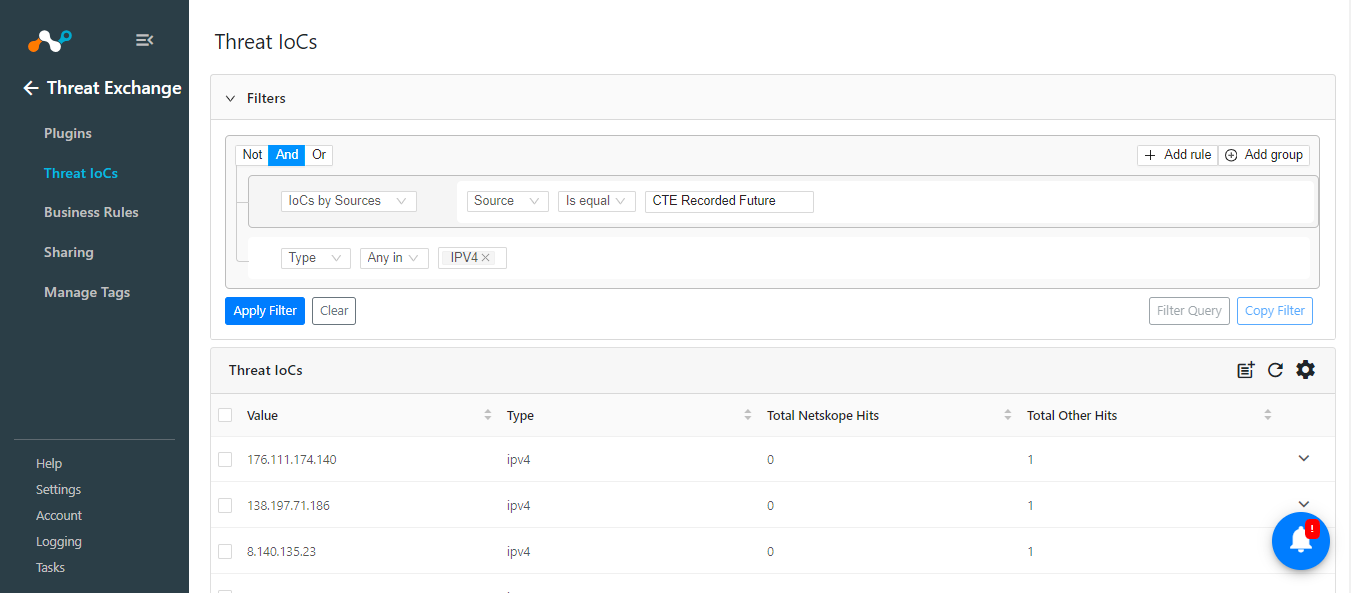 Threat Exchange
Plugins
Threat IoCs
Business Rules
Sharing
Manage Tags
Help
Settings
Account
Logging
Tasks
Threat IoCs
Filters
Not And Or
Add rule Add group
IoCs by Sources Source Is equal CTE Recorded Future
Type Any in IPV4
Apply Filter Clear Filter Query Copy Filter
Threat IoCs
Value Type Total Netskope Hits Total Other Hits
176.111.174.140 ipv4 0 1
138.197.71.186 ipv4 0 1
!
8.140.135.23 ipv4 0 1